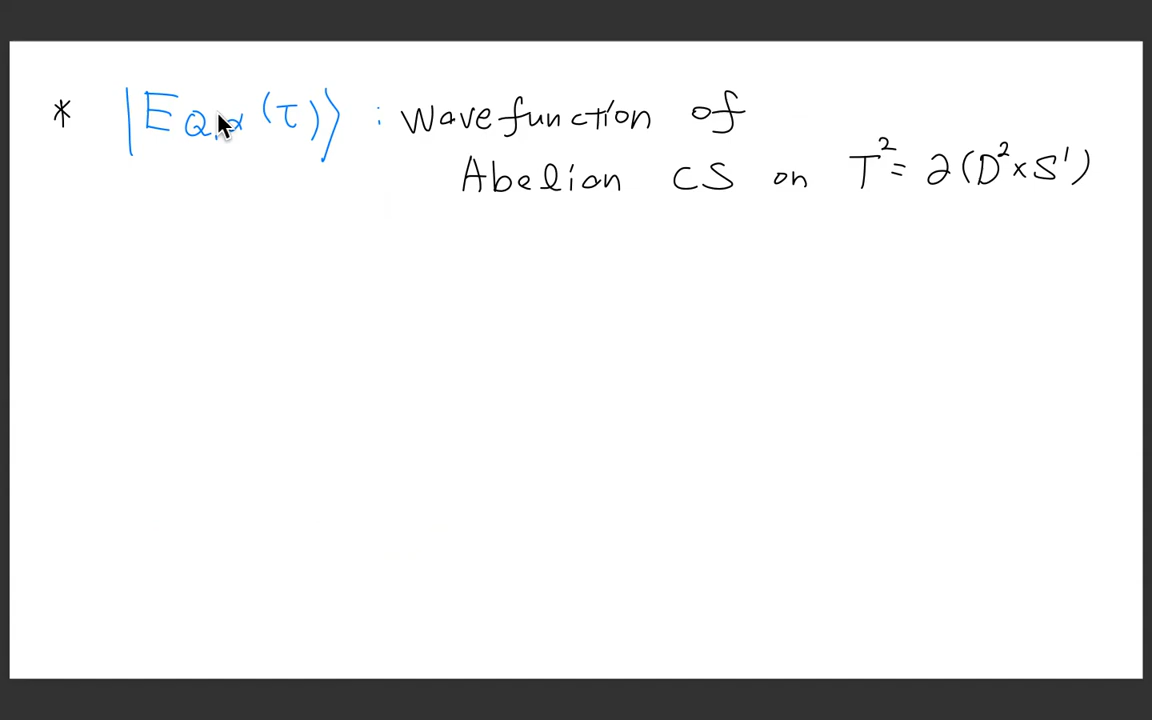 * |E_{Q,α}(τ)⟩ : Wavefunction of
Abelian CS on T² = ∂(D² × S¹)